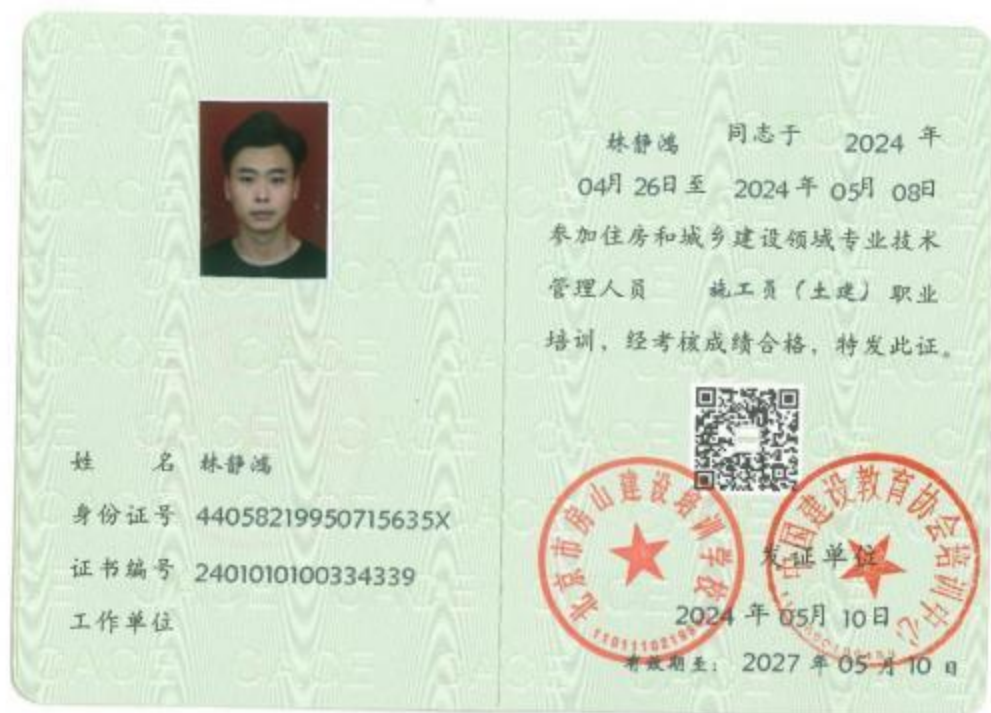 姓 名 林静鸿
身份证号 44058219950715635X
证书编号 2401010100334339
工作单位
林静鸿 同志于 2024 年
04月 26日至 2024 年 05月 08日
参加住房和城乡建设领域专业技术
管理人员 施工员（土建）职业
培训，经考核成绩合格，特发此证。
北京市房山建设培训学校
中国建设教育协会培训中心
发证单位
2024 年 05月 10日
有效期至： 2027 年 05 月 10 日
CACE